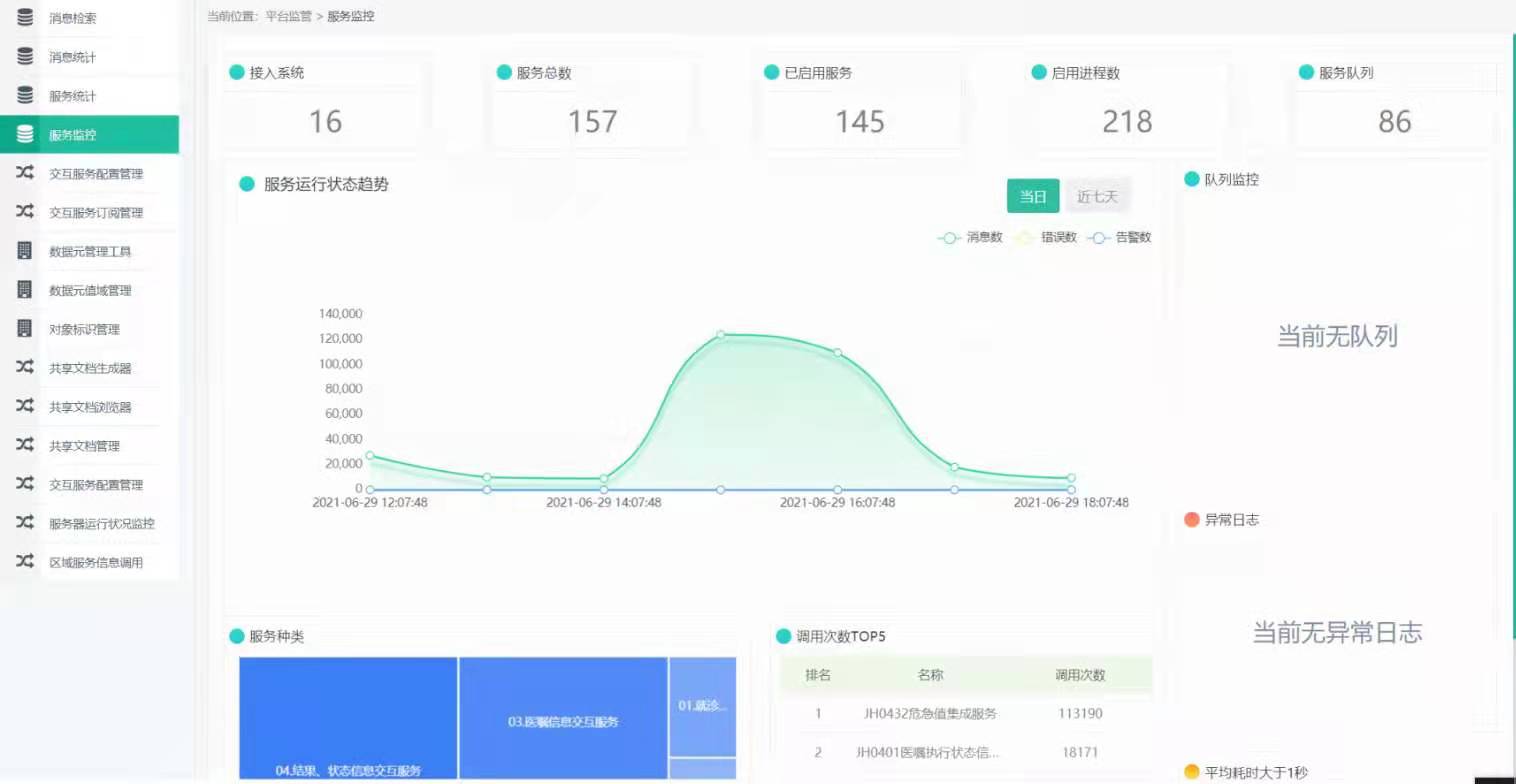 消息检索
消息统计
服务统计
服务监控
交互服务配置管理
交互服务订阅管理
数据元管理工具
数据元值域管理
对象标识管理
共享文档生成器
共享文档浏览器
共享文档管理
交互服务配置管理
服务器运行状况监控
区域服务信息调用
当前位置：平台监管 > 服务监控
接入系统
16
服务总数
157
已启用服务
145
启用进程数
218
服务队列
86
服务运行状态趋势
当日 近七天
消息数 错误数 告警数
140,000
120,000
100,000
80,000
60,000
40,000
20,000
0
2021-06-29 12:07:48 2021-06-29 14:07:48 2021-06-29 16:07:48 2021-06-29 18:07:48
队列监控
当前无队列
异常日志
当前无异常日志
服务种类
04.结果、状态信息交互服务
03.医嘱信息交互服务
01.就诊...
调用次数TOP5
排名 名称 调用次数
1 JH0432危急值集成服务 113190
2 JH0401医嘱执行状态信... 18171
平均耗时大于1秒